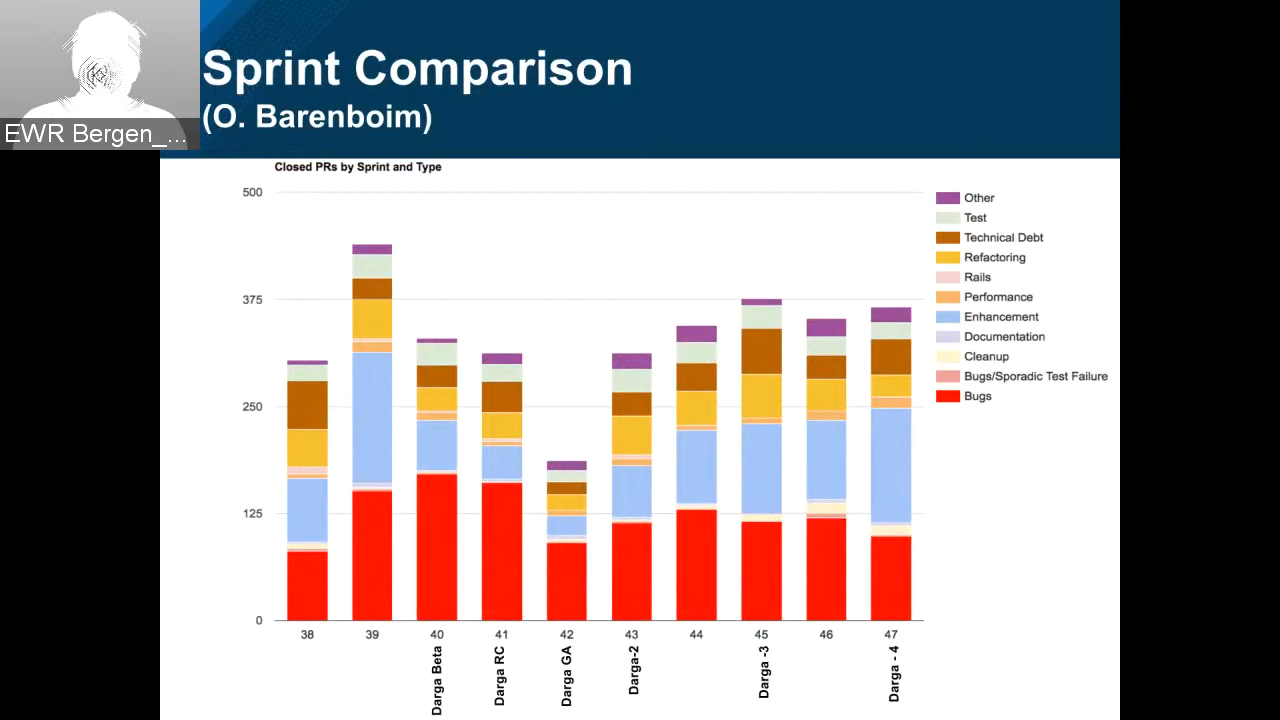 EWR Bergen_...
Sprint Comparison
(O. Barenboim)
Closed PRs by Sprint and Type
500
375
250
125
0
Other
Test
Technical Debt
Refactoring
Rails
Performance
Enhancement
Documentation
Cleanup
Bugs/Sporadic Test Failure
Bugs
38
39
40
41
42
43
44
45
46
47
Darga Beta
Darga RC
Darga GA
Darga-2
Darga -3
Darga - 4